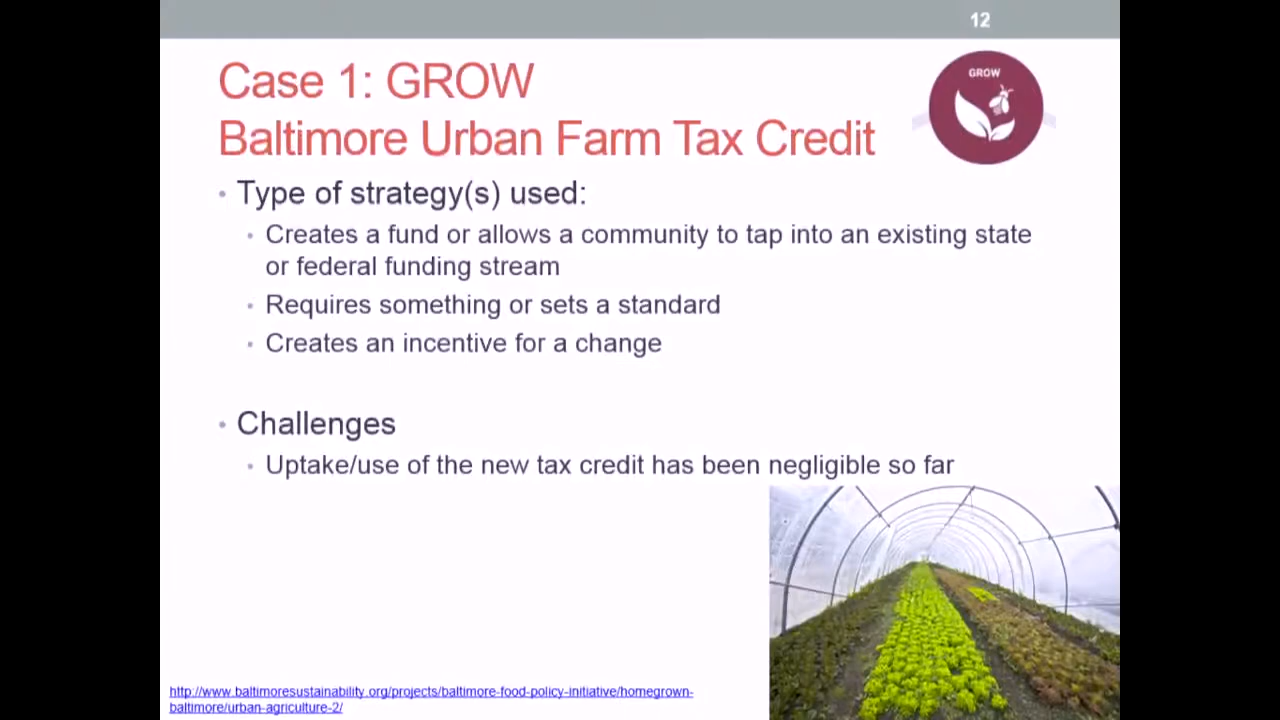 12
Case 1: GROW
Baltimore Urban Farm Tax Credit
GROW
• Type of strategy(s) used:
• Creates a fund or allows a community to tap into an existing state
or federal funding stream
• Requires something or sets a standard
• Creates an incentive for a change
• Challenges
• Uptake/use of the new tax credit has been negligible so far
http://www.baltimoresustainability.org/projects/baltimore-food-policy-initiative/homegrown-
baltimore/urban-agriculture-2/